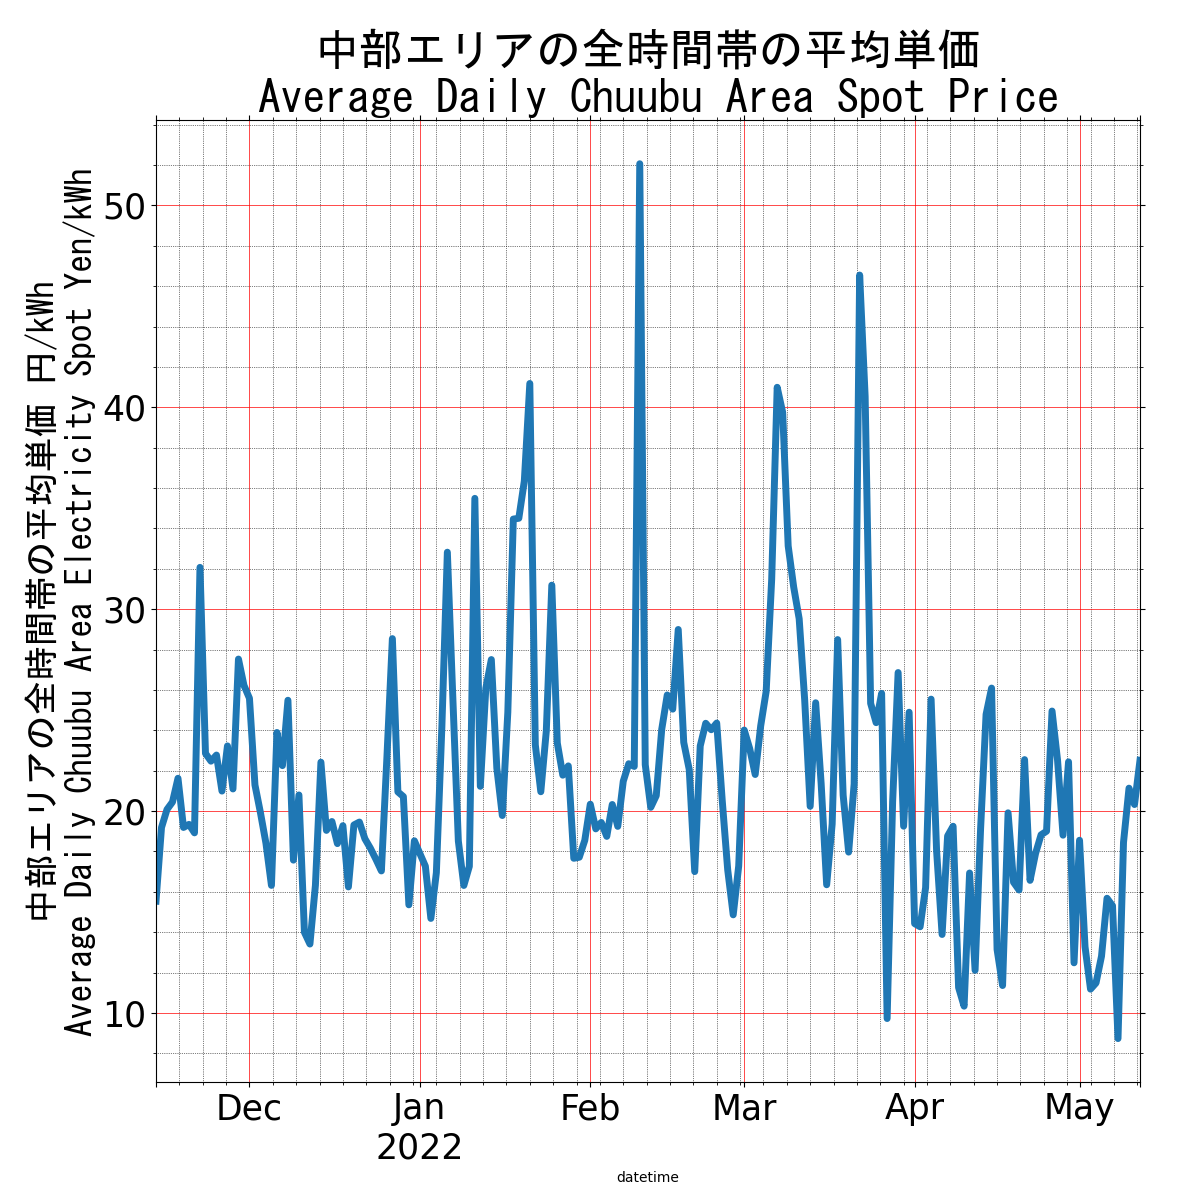 中部エリアの全時間帯の平均単価
Average Daily Chuubu Area Spot Price
中部エリアの全時間帯の平均単価 円/kWh
Average Daily Chuubu Area Electricity Spot Yen/kWh
50
40
30
20
10
Dec
Jan
2022
Feb
Mar
Apr
May
datetime